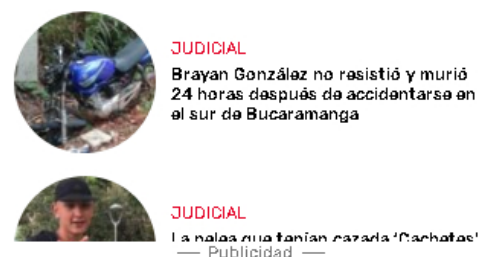 JUDICIAL
Brayan González no resistió y murió
24 horas después de accidentarse en
el sur de Bucaramanga
JUDICIAL
La pelea que tenían cazada 'Cachetes'
Publicidad